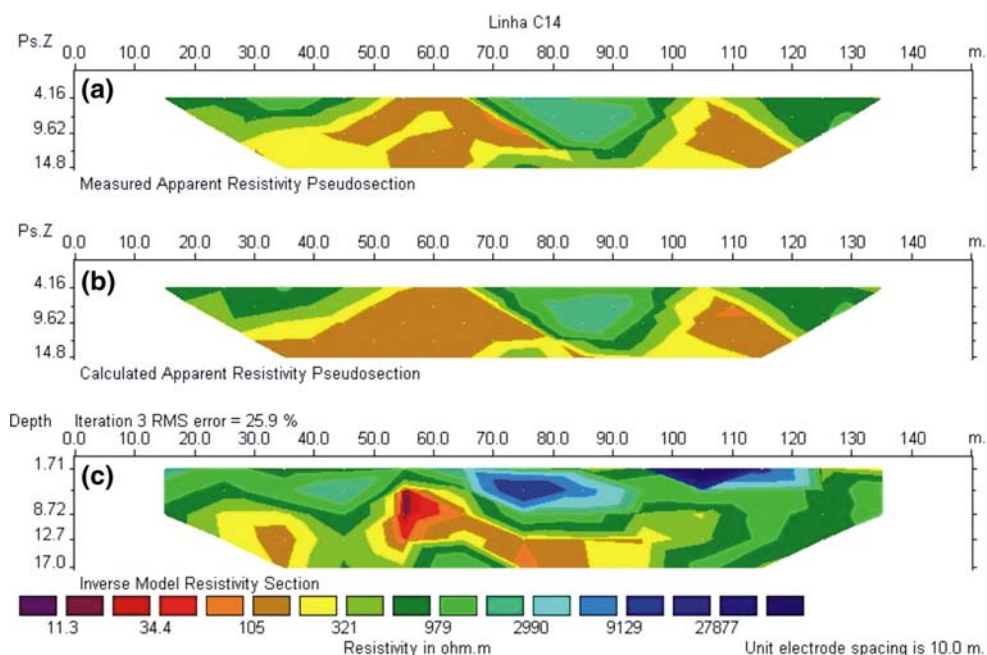 Linha C14
Ps.Z 0.0 10.0 20.0 30.0 40.0 50.0 60.0 70.0 80.0 90.0 100 110 120 130 140 m.
(a)
4.16
9.62
14.8
Measured Apparent Resistivity Pseudosection
Ps.Z 0.0 10.0 20.0 30.0 40.0 50.0 60.0 70.0 80.0 90.0 100 110 120 130 140 m.
(b)
4.16
9.62
14.8
Calculated Apparent Resistivity Pseudosection
Depth Iteration 3 RMS error = 25.9 %
0.0 10.0 20.0 30.0 40.0 50.0 60.0 70.0 80.0 90.0 100 110 120 130 140 m.
1.71
(c)
8.72
12.7
17.0
Inverse Model Resistivity Section
11.3 34.4 105 321 979 2990 9129 27877
Resistivity in ohm.m Unit electrode spacing is 10.0 m.